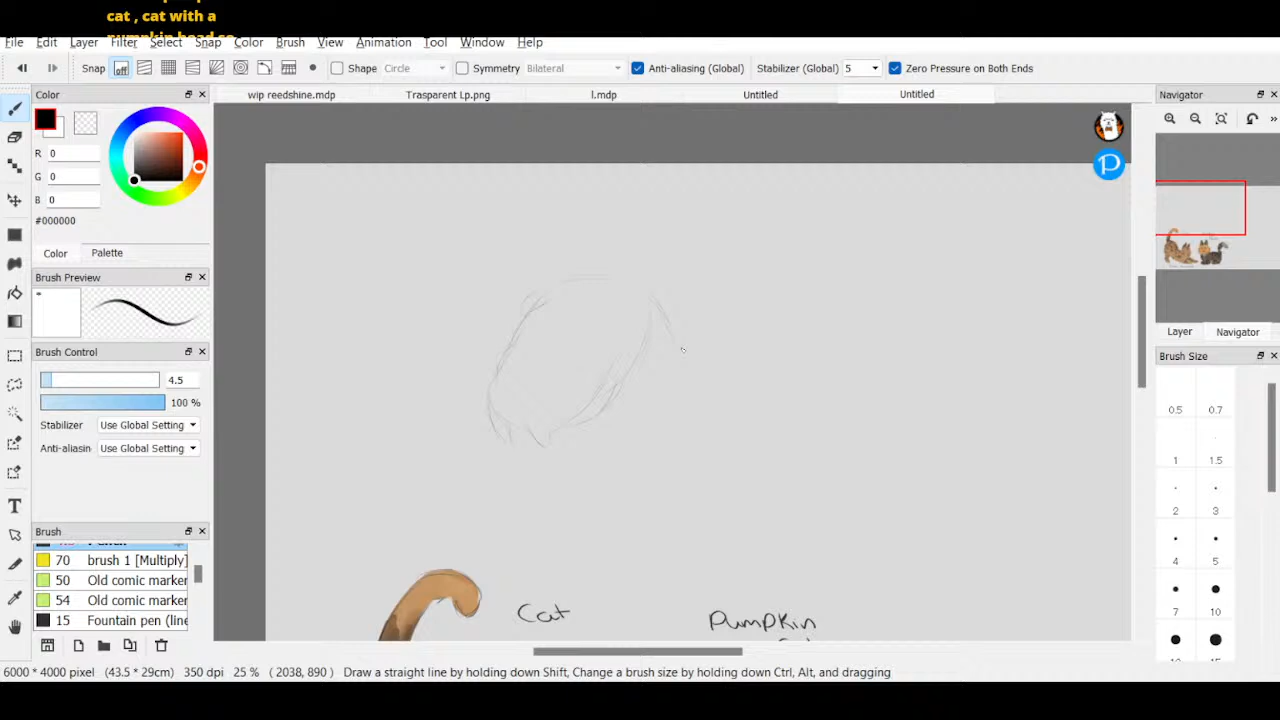 cat , cat with a
pumpkin head so
File Edit Layer Filter Select Snap Color Brush View Animation Tool Window Help
Snap off Shape Circle Symmetry Bilateral Anti-aliasing (Global) Stabilizer (Global) 5 Zero Pressure on Both Ends
Color
wip reedshine.mdp Trasparent Lp.png l.mdp Untitled Untitled
Navigator
R 0
G 0
B 0
#000000
Color Palette
Brush Preview
Brush Control
4.5
100 %
Stabilizer Use Global Setting
Anti-aliasin Use Global Setting
Brush
70 brush 1 [Multiply]
50 Old comic marker
54 Old comic marker
15 Fountain pen (line
Layer Navigator
Brush Size
0.5 0.7
1 1.5
2 3
4 5
7 10
Cat
Pumpkin
6000 * 4000 pixel (43.5 * 29cm) 350 dpi 25 % ( 2038, 890 ) Draw a straight line by holding down Shift, Change a brush size by holding down Ctrl, Alt, and dragging